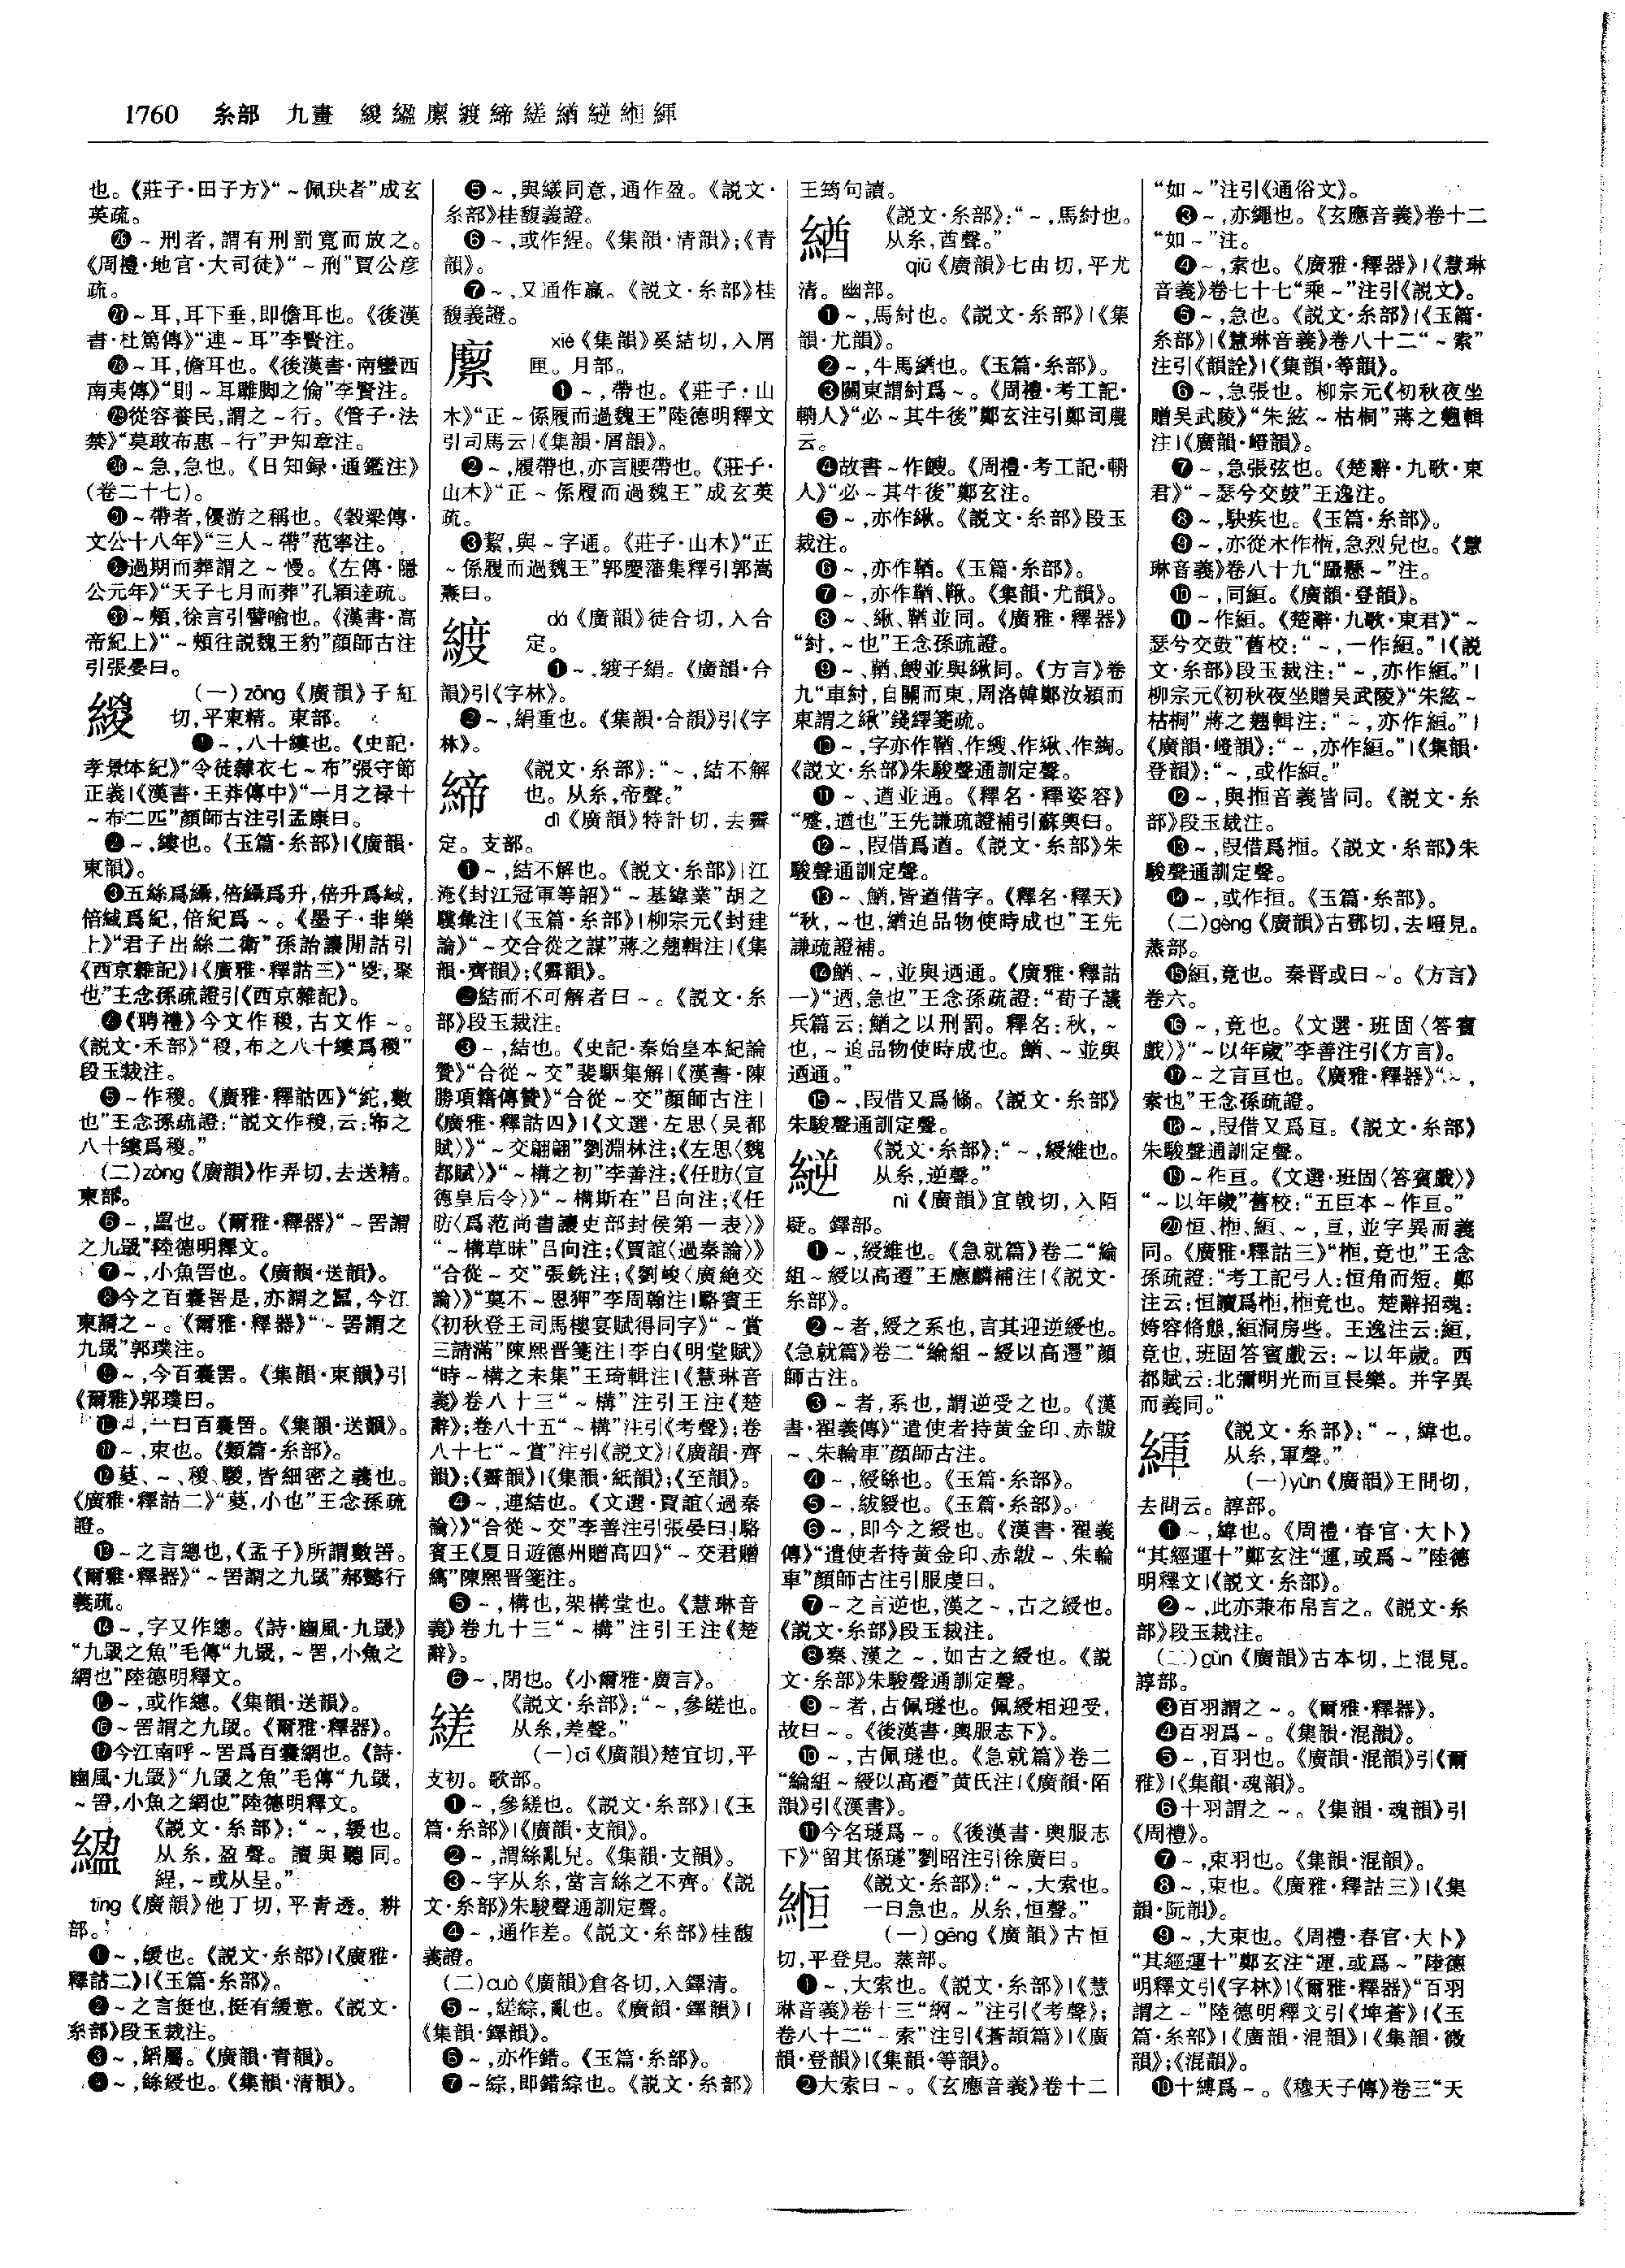 1760 糸部 九畫 緵縕縻𦃂締縒緧縌緪緷
也。《莊子·田子方》“~佩玦者”成玄
英疏。
㉖~刑者,謂有刑罰寬而放之。
《周禮·地官·大司徒》“~刑”賈公彦
疏。
㉗~耳,耳下垂,即儋耳也。《後漢
書·杜篤傳》“連~耳”李賢注。
㉘~耳,儋耳也。《後漢書·南蠻西
南夷傳》“則~耳雕脚之倫”李賢注。
㉙從容養民,謂之~行。《管子·法
禁》“莫敢布惠~行”尹知章注。
㉚~急,急也。《日知録·通鑑注》
(卷二十七)。
㉛~帶者,優游之稱也。《穀梁傳·
文公十八年》“三人~帶”范寧注。
㉜過期而葬謂之~慢。《左傳·隱
公元年》“天子七月而葬”孔穎達疏。
㉝~頰,徐言引譬喻也。《漢書·高
帝紀上》“~頰往説魏王豹”顔師古注
引張晏曰。
緵
(一)zōng《廣韻》子紅
切,平東精。東部。
❶~,八十縷也。《史記·
孝景本紀》“令徒隸衣七~布”張守節
正義|《漢書·王莽傳中》“一月之禄十
~布二匹”顔師古注引孟康曰。
❷~,縷也。《玉篇·糸部》|《廣韻·
東韻》。
❸五絲爲䌰,倍䌰爲升,倍升爲緎,
倍緎爲紀,倍紀爲~。《墨子·非樂
上》“君子出絲二衛”孫詒讓閒詁引
《西京雜記》|《廣雅·釋詁三》“㚇,聚
也”王念孫疏證引《西京雜記》。
❹《聘禮》今文作稯,古文作~。
《説文·禾部》“稯,布之八十縷爲稯”
段玉裁注。
❺~作稯。《廣雅·釋詁四》“紽,數
也”王念孫疏證:“説文作稯,云:布之
八十縷爲稯。”
(二)zòng《廣韻》作弄切,去送精。
東部。
❻~,罟也。《爾雅·釋器》“~罟謂
之九罭”陸德明釋文。
❼~,小魚罟也。《廣韻·送韻》。
❽今之百囊罟是,亦謂之䍡,今江
東謂之~。《爾雅·釋器》“~罟謂之
九罭”郭璞注。
❾~,今百囊罟。《集韻·東韻》引
《爾雅》郭璞曰。
❿~,一曰百囊罟。《集韻·送韻》。
⓫~,束也。《類篇·糸部》。
⓬葼、~、稯、騣,皆細密之義也。
《廣雅·釋詁二》“葼,小也”王念孫疏
證。
⓭~之言總也,《孟子》所謂數罟。
《爾雅·釋器》“~罟謂之九罭”郝懿行
義疏。
⓮~,字又作總。《詩·豳風·九罭》
“九罭之魚”毛傳“九罭,~罟,小魚之
網也”陸德明釋文。
⓯~,或作總。《集韻·送韻》。
⓰~罟謂之九罭。《爾雅·釋器》。
⓱今江南呼~罟爲百囊網也。《詩·
豳風·九罭》“九罭之魚”毛傳“九罭,
~罟,小魚之網也”陸德明釋文。
縕
《説文·糸部》:“~,緩也。
从糸,盈聲。讀與聽同。
綎,~或从呈。”
tīng《廣韻》他丁切,平青透。耕
部。
❶~,緩也。《説文·糸部》|《廣雅·
釋詁二》|《玉篇·糸部》。
❷~之言挺也,挺有緩意。《説文·
糸部》段玉裁注。
❸~,縚屬。《廣韻·青韻》。
❹~,絲綬也。《集韻·清韻》。
❺~,與緩同意,通作盈。《説文·
糸部》桂馥義證。
❻~,或作綎。《集韻·清韻》;《青
韻》。
❼~,又通作贏。《説文·糸部》桂
馥義證。
縻
xié《集韻》奚結切,入屑
匣。月部。
❶~,帶也。《莊子·山
木》“正~係履而過魏王”陸德明釋文
引司馬云|《集韻·屑韻》。
❷~,履帶也,亦言腰帶也。《莊子·
山木》“正~係履而過魏王”成玄英
疏。
❸絜,與~字通。《莊子·山木》“正
~係履而過魏王”郭慶藩集釋引郭嵩
燾曰。
𦃂
dá《廣韻》徒合切,入合
定。
❶~,𦃂子絹。《廣韻·合
韻》引《字林》。
❷~,絹重也。《集韻·合韻》引《字
林》。
締
《説文·糸部》:“~,結不解
也。从糸,帝聲。”
dì《廣韻》特計切,去霽
定。支部。
❶~,結不解也。《説文·糸部》|江
淹《封江冠軍等詔》“~基緯業”胡之
驥彙注|《玉篇·糸部》|柳宗元《封建
論》“~交合從之謀”蔣之翹輯注|《集
韻·齊韻》;《霽韻》。
❷結而不可解者曰~。《説文·糸
部》段玉裁注。
❸~,結也。《史記·秦始皇本紀論
贊》“合從~交”裴駰集解|《漢書·陳
勝項籍傳贊》“合從~交”顔師古注|
《廣雅·釋詁四》|《文選·左思〈吴都
賦〉》“~交翩翩”劉淵林注;《左思〈魏
都賦〉》“~構之初”李善注;《任昉〈宣
德皇后令〉》“~構斯在”吕向注;《任
昉〈爲范尚書讓吏部封侯第一表〉》
“~構草昧”吕向注;《賈誼〈過秦論〉》
“合從~交”張銑注;《劉峻〈廣絶交
論〉》“莫不~恩狎”李周翰注|駱賓王
《初秋登王司馬樓宴賦得同字》“~賞
三請滿”陳熙晋箋注|李白《明堂賦》
“時~構之未集”王琦輯注|《慧琳音
義》卷八十三“~構”注引王注《楚
辭》;卷八十五“~構”注引《考聲》;卷
八十七“~賞”注引《説文》|《廣韻·齊
韻》;《霽韻》|《集韻·紙韻》;《至韻》。
❹~,連結也。《文選·賈誼〈過秦
論〉》“合從~交”李善注引張晏曰|駱
賓王《夏日遊德州贈高四》“~交君贈
縞”陳熙晋箋注。
❺~,構也,架構堂也。《慧琳音
義》卷九十三“~構”注引王注《楚
辭》。
❻~,閉也。《小爾雅·廣言》。
縒
《説文·糸部》:“~,參縒也。
从糸,差聲。”
(一)cī《廣韻》楚宜切,平
支初。歌部。
❶~,參縒也。《説文·糸部》|《玉
篇·糸部》|《廣韻·支韻》。
❷~,謂絲亂皃。《集韻·支韻》。
❸~字从糸,當言絲之不齊。《説
文·糸部》朱駿聲通訓定聲。
❹~,通作差。《説文·糸部》桂馥
義證。
(二)cuò《廣韻》倉各切,入鐸清。
❺~,縒綜,亂也。《廣韻·鐸韻》|
《集韻·鐸韻》。
❻~,亦作錯。《玉篇·糸部》。
❼~綜,即錯綜也。《説文·糸部》
王筠句讀。
緧
《説文·糸部》:“~,馬紂也。
从糸,酋聲。”
qiū《廣韻》七由切,平尤
清。幽部。
❶~,馬紂也。《説文·糸部》|《集
韻·尤韻》。
❷~,牛馬緧也。《玉篇·糸部》。
❸關東謂紂爲~。《周禮·考工記·
輈人》“必~其牛後”鄭玄注引鄭司農
云。
❹故書~作鰌。《周禮·考工記·輈
人》“必~其牛後”鄭玄注。
❺~,亦作緅。《説文·糸部》段玉
裁注。
❻~,亦作鞧。《玉篇·糸部》。
❼~,亦作鞧、鞦。《集韻·尤韻》。
❽~、緅、鞧並同。《廣雅·釋器》
“紂,~也”王念孫疏證。
❾~、鞧、鰌並與緅同。《方言》卷
九“車紂,自關而東,周洛韓鄭汝潁而
東謂之緅”錢繹箋疏。
❿~,字亦作鞧、作緮、作緅、作綯。
《説文·糸部》朱駿聲通訓定聲。
⓫~、遒並通。《釋名·釋姿容》
“蹙,遒也”王先謙疏證補引蘇輿曰。
⓬~,叚借爲遒。《説文·糸部》朱
駿聲通訓定聲。
⓭~、鰌,皆遒借字。《釋名·釋天》
“秋,~也,緧迫品物使時成也”王先
謙疏證補。
⓮鰌、~,並與遒通。《廣雅·釋詁
一》“遒,急也”王念孫疏證:“荀子議
兵篇云:鰌之以刑罰。釋名:秋,~
也,~迫品物使時成也。鰌、~並與
遒通。”
⓯~,叚借又爲絛。《説文·糸部》
朱駿聲通訓定聲。
縌
《説文·糸部》:“~,綬維也。
从糸,逆聲。”
nì《廣韻》宜戟切,入陌
疑。鐸部。
❶~,綬維也。《急就篇》卷二“綸
組~綬以高遷”王應麟補注|《説文·
糸部》。
❷~者,綬之系也,言其迎逆綬也。
《急就篇》卷二“綸組~綬以高遷”顔
師古注。
❸~者,系也,謂逆受之也。《漢
書·翟義傳》“遣使者持黄金印、赤韍
~、朱輪車”顔師古注。
❹~,綬絲也。《玉篇·糸部》。
❺~,紱綬也。《玉篇·糸部》。
❻~,即今之綬也。《漢書·翟義
傳》“遣使者持黄金印、赤韍~、朱輪
車”顔師古注引服虔曰。
❼~之言逆也,漢之~,古之綬也。
《説文·糸部》段玉裁注。
❽秦、漢之~,如古之綬也。《説
文·糸部》朱駿聲通訓定聲。
❾~者,占佩璲也。佩綬相迎受,
故曰~。《後漢書·輿服志下》。
❿~,古佩璲也。《急就篇》卷二
“綸組~綬以高遷”黄氏注|《廣韻·陌
韻》引《漢書》。
⓫今名璲爲~。《後漢書·輿服志
下》“留其係璲”劉昭注引徐廣曰。
緪
《説文·糸部》:“~,大索也。
一曰急也。从糸,恒聲。”
(一)gēng《廣韻》古恒
切,平登見。蒸部。
❶~,大索也。《説文·糸部》|《慧
琳音義》卷十三“綱~”注引《考聲》;
卷八十二“~索”注引《蒼頡篇》|《廣
韻·登韻》|《集韻·等韻》。
❷大索曰~。《玄應音義》卷十二
“如~”注引《通俗文》。
❸~,亦繩也。《玄應音義》卷十二
“如~”注。
❹~,索也。《廣雅·釋器》|《慧琳
音義》卷七十七“乘~”注引《説文》。
❺~,急也。《説文·糸部》|《玉篇·
糸部》|《慧琳音義》卷八十二“~索”
注引《韻詮》|《集韻·等韻》。
❻~,急張也。柳宗元《初秋夜坐
贈吴武陵》“朱絃~枯桐”蔣之翹輯
注|《廣韻·嶝韻》。
❼~,急張弦也。《楚辭·九歌·東
君》“~瑟兮交鼓”王逸注。
❽~,駃疾也。《玉篇·糸部》。
❾~,亦從木作㮓,急烈皃也。《慧
琳音義》卷八十九“躡懸~”注。
❿~,同絚。《廣韻·登韻》。
⓫~作絚。《楚辭·九歌·東君》“~
瑟兮交鼓”舊校:“~,一作絚。”|《説
文·糸部》段玉裁注:“~,亦作絚。”|
柳宗元《初秋夜坐贈吴武陵》“朱絃~
枯桐”蔣之翹輯注:“~,亦作絚。”|
《廣韻·嶝韻》:“~,亦作絚。”|《集韻·
登韻》:“~,或作絚。”
⓬~,與搄音義皆同。《説文·糸
部》段玉裁注。
⓭~,叚借爲搄。《説文·糸部》朱
駿聲通訓定聲。
⓮~,或作揯。《玉篇·糸部》。
(二)gèng《廣韻》古鄧切,去嶝見。
蒸部。
⓯絚,竟也。秦晋或曰~。《方言》
卷六。
⓰~,竟也。《文選·班固〈答賓
戲〉》“~以年歲”李善注引《方言》。
⓱~之言亘也。《廣雅·釋器》“~,
索也”王念孫疏證。
⓲~,叚借又爲亘。《説文·糸部》
朱駿聲通訓定聲。
⓳~作亘。《文選·班固〈答賓戲〉》
“~以年歲”舊校:“五臣本~作亘。”
⓴恒、㮓、絚、~,亘,並字異而義
同。《廣雅·釋詁三》“㮓,竟也”王念
孫疏證:“考工記弓人:恒角而短。鄭
注云:恒讀爲㮓,㮓竟也。楚辭招魂:
姱容脩態,絚洞房些。王逸注云:絚,
竟也,班固答賓戲云:~以年歲。西
都賦云:北彌明光而亘長樂。并字異
而義同。”
緷
《説文·糸部》:“~,緯也。
从糸,軍聲。”
(一)yùn《廣韻》王問切,
去問云。諄部。
❶~,緯也。《周禮·春官·大卜》
“其經運十”鄭玄注“運,或爲~”陸德
明釋文|《説文·糸部》。
❷~,此亦兼布帛言之。《説文·糸
部》段玉裁注。
(二)gǔn《廣韻》古本切,上混見。
諄部。
❸百羽謂之~。《爾雅·釋器》。
❹百羽爲~。《集韻·混韻》。
❺~,百羽也。《廣韻·混韻》引《爾
雅》|《集韻·魂韻》。
❻十羽謂之~。《集韻·魂韻》引
《周禮》。
❼~,束羽也。《集韻·混韻》。
❽~,束也。《廣雅·釋詁三》|《集
韻·阮韻》。
❾~,大束也。《周禮·春官·大卜》
“其經運十”鄭玄注“運,或爲~”陸德
明釋文引《字林》|《爾雅·釋器》“百羽
謂之~”陸德明釋文引《埤蒼》|《玉
篇·糸部》|《廣韻·混韻》|《集韻·微
韻》;《混韻》。
❿十縛爲~。《穆天子傳》卷三“天